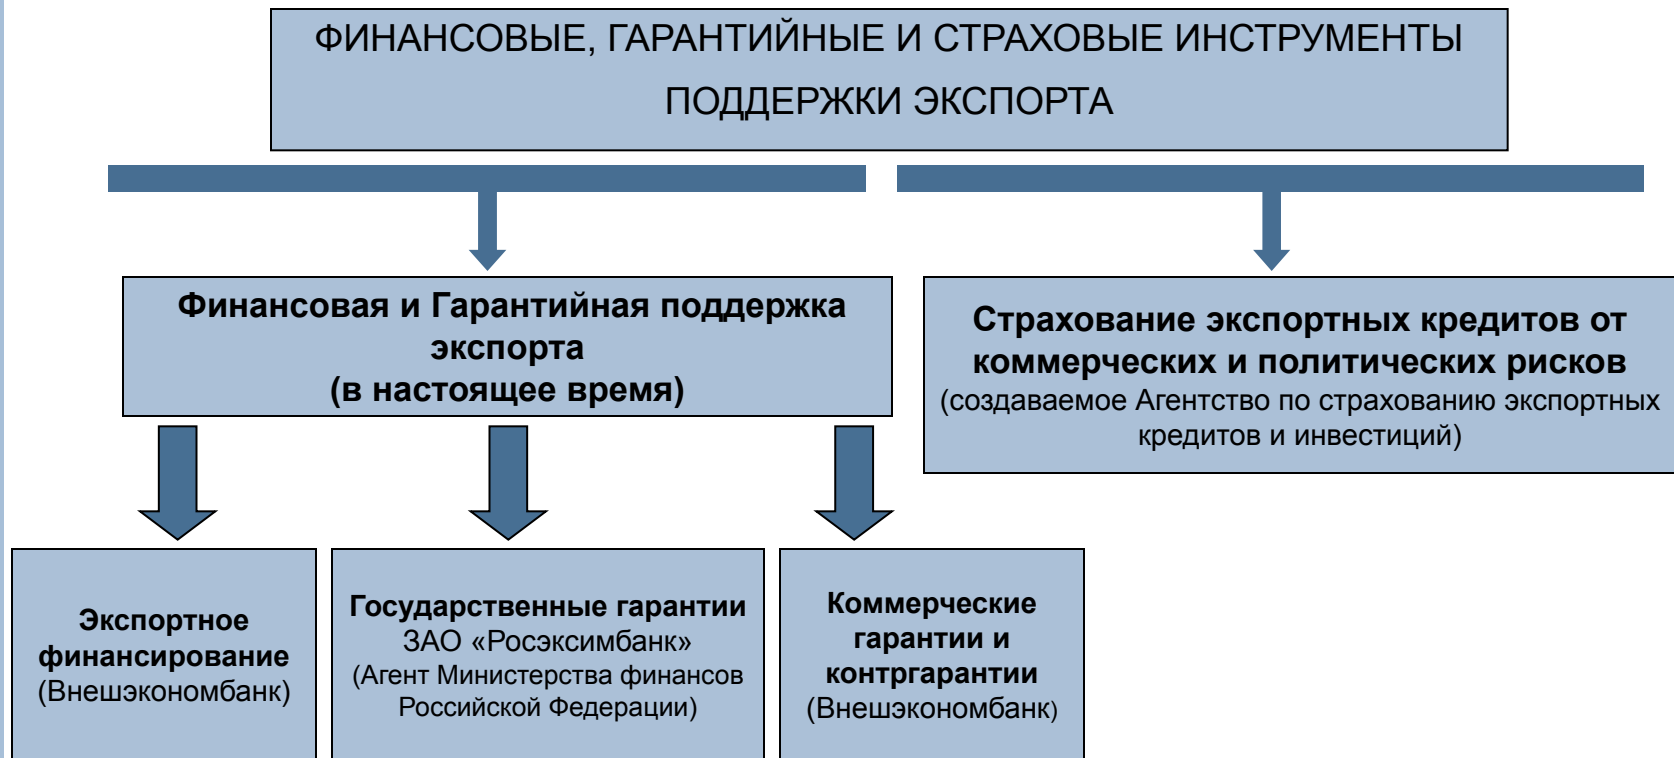 ФИНАНСОВЫЕ, ГАРАНТИЙНЫЕ И СТРАХОВЫЕ ИНСТРУМЕНТЫ
ПОДДЕРЖКИ ЭКСПОРТА
Финансовая и Гарантийная поддержка
экспорта
(в настоящее время)
Страхование экспортных кредитов от
коммерческих и политических рисков
(создаваемое Агентство по страхованию экспортных
кредитов и инвестиций)
Экспортное
финансирование
(Внешэкономбанк)
Государственные гарантии
ЗАО «Росэксимбанк»
(Агент Министерства финансов
Российской Федерации)
Коммерческие
гарантии и
контргарантии
(Внешэкономбанк)